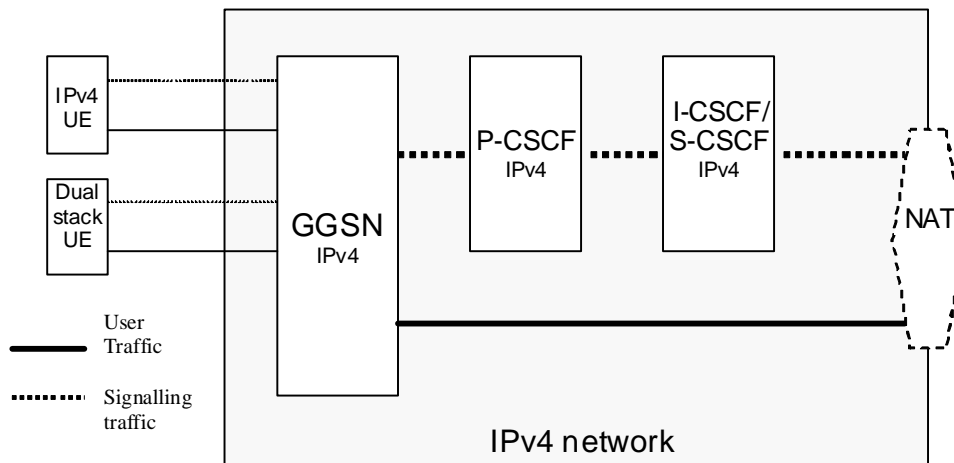 IPv4
UE
Dual
stack
UE
GGSN
IPv4
P-CSCF
IPv4
I-CSCF/
S-CSCF
IPv4
NAT
User
Traffic
Signalling
traffic
IPv4 network